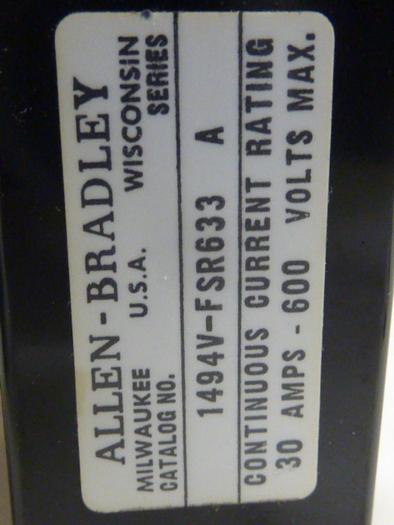 ALLEN-BRADLEY
MILWAUKEE U.S.A. WISCONSIN
CATALOG NO. SERIES
1494V-FSR633 A
CONTINUOUS CURRENT RATING
30 AMPS - 600 VOLTS MAX.